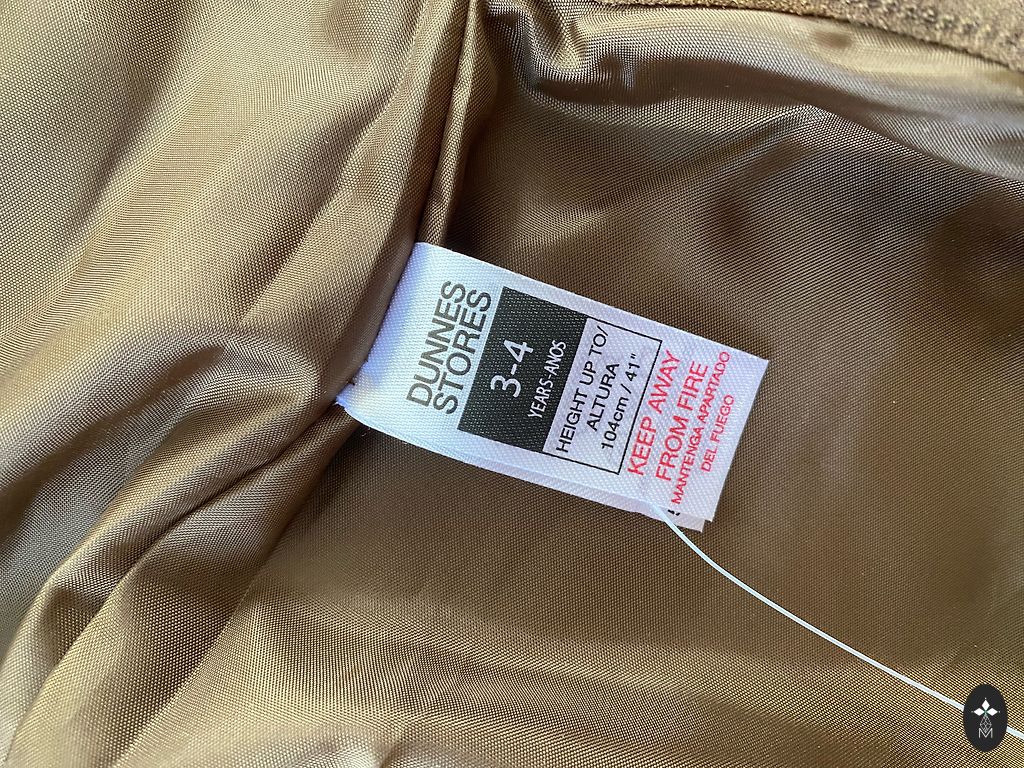 DUNNES
STORES
3-4
YEARS-ANOS
HEIGHT UP TO/
ALTURA
104cm / 41"
KEEP AWAY
FROM FIRE
MANTENGA APARTADO
DEL FUEGO
M